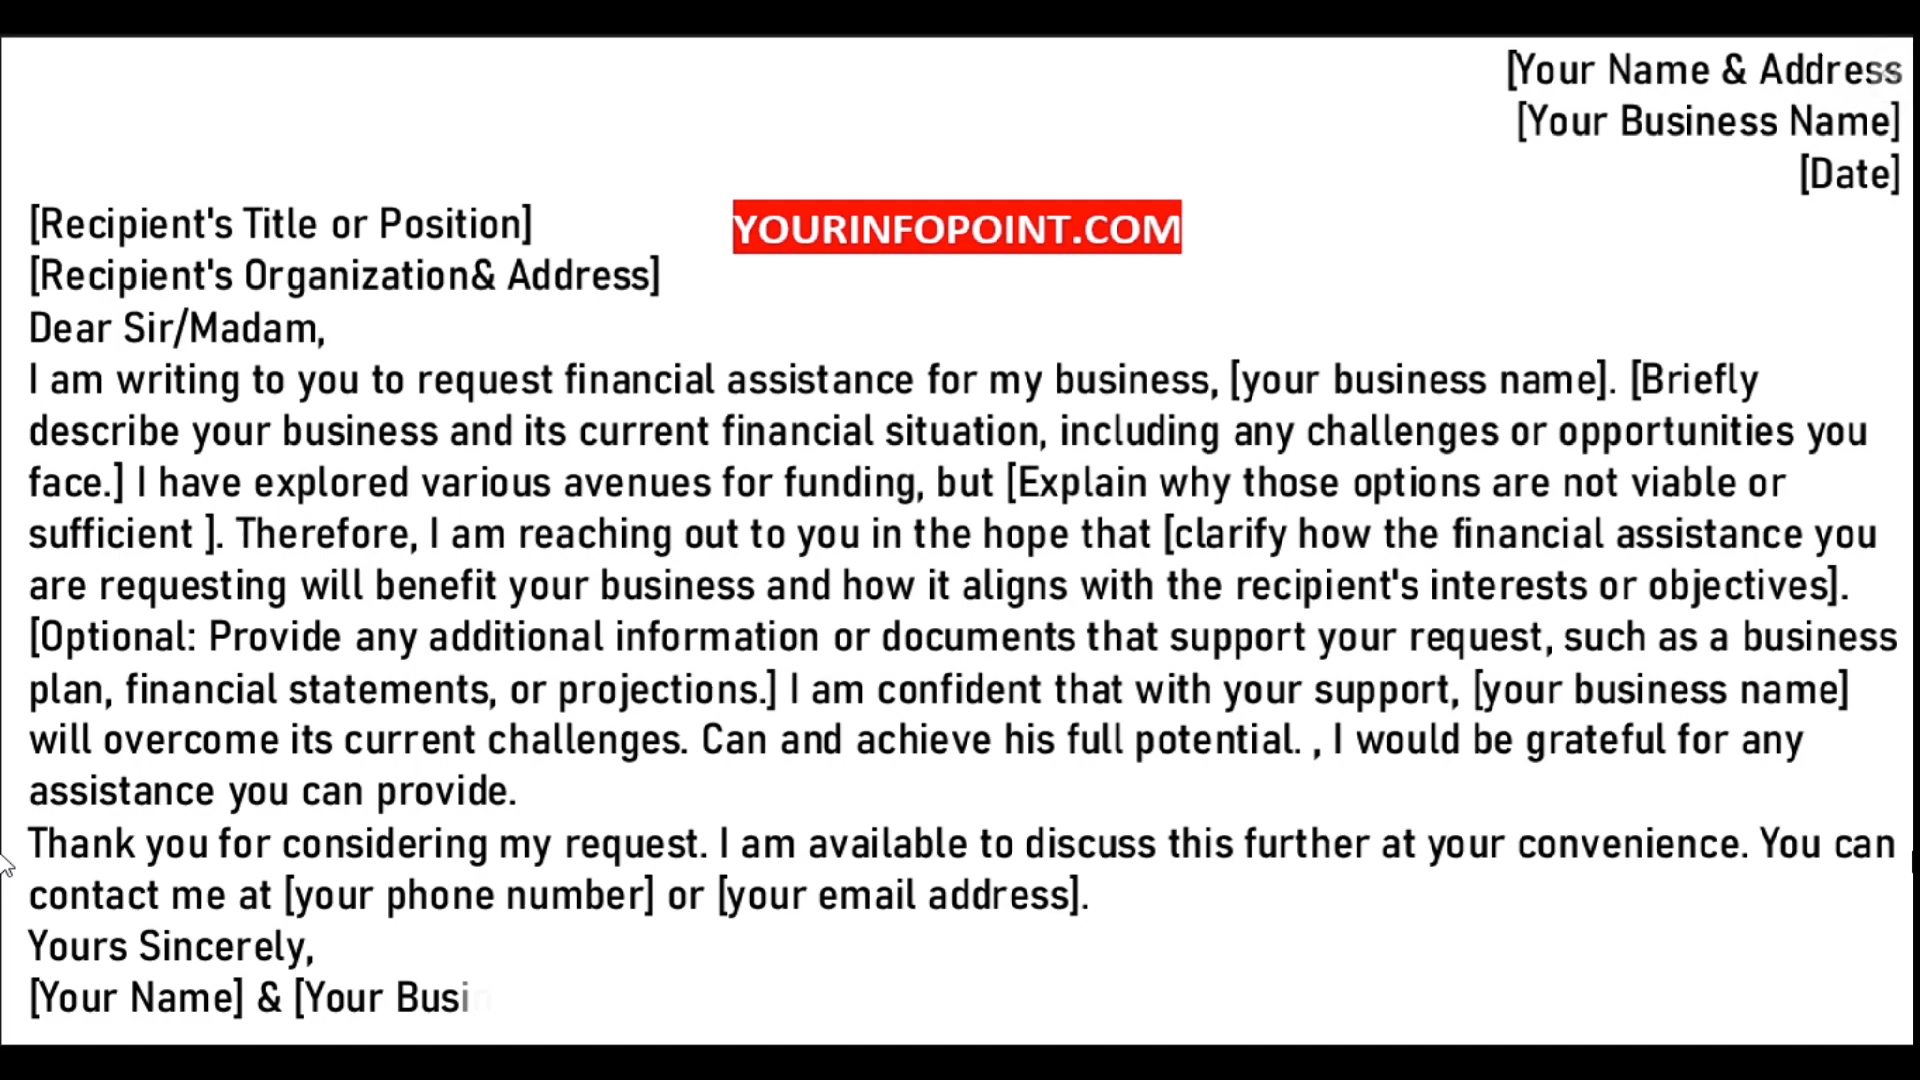 [Your Name & Address
[Your Business Name]
[Date]
[Recipient's Title or Position]
YOURINFOPOINT.COM
[Recipient's Organization& Address]
Dear Sir/Madam,
I am writing to you to request financial assistance for my business, [your business name]. [Briefly
describe your business and its current financial situation, including any challenges or opportunities you
face.] I have explored various avenues for funding, but [Explain why those options are not viable or
sufficient ]. Therefore, I am reaching out to you in the hope that [clarify how the financial assistance you
are requesting will benefit your business and how it aligns with the recipient's interests or objectives].
[Optional: Provide any additional information or documents that support your request, such as a business
plan, financial statements, or projections.] I am confident that with your support, [your business name]
will overcome its current challenges. Can and achieve his full potential. , I would be grateful for any
assistance you can provide.
Thank you for considering my request. I am available to discuss this further at your convenience. You can
contact me at [your phone number] or [your email address].
Yours Sincerely,
[Your Name] & [Your Busin